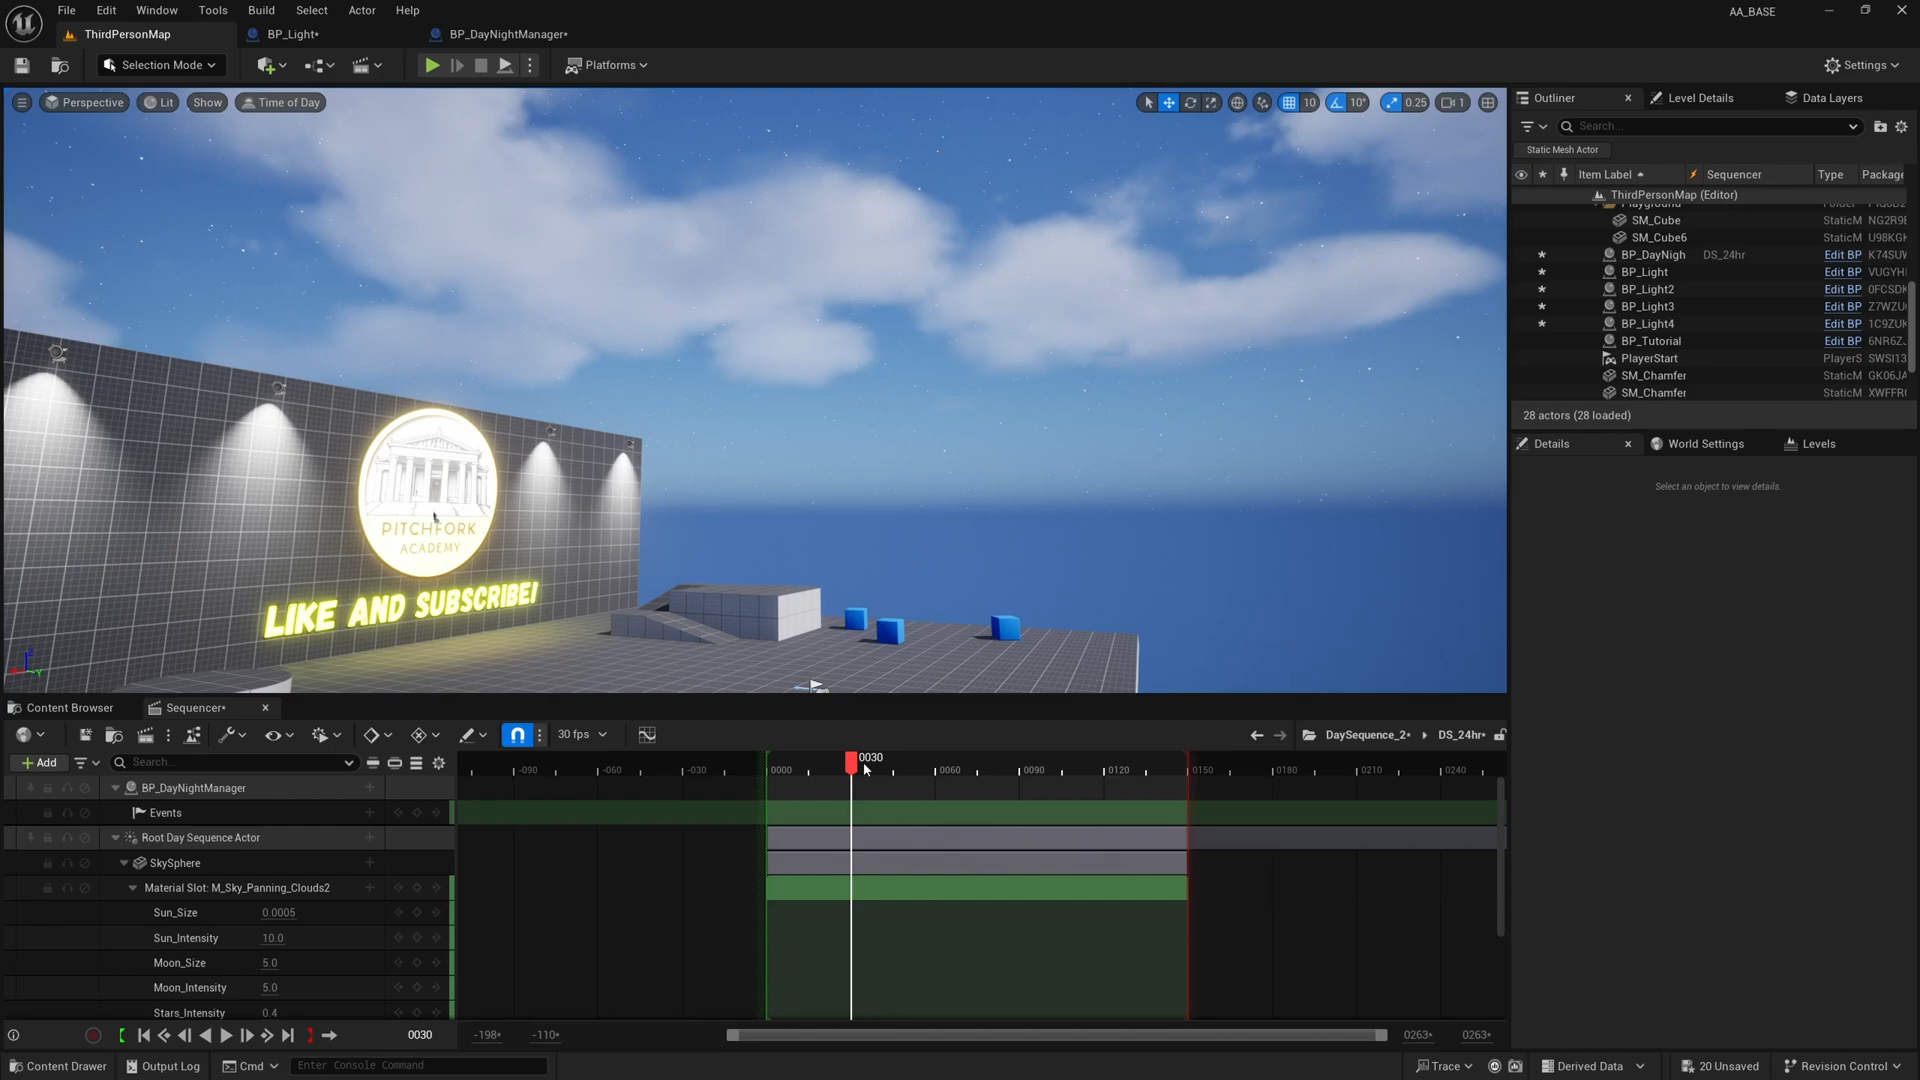 File Edit Window Tools Build Select Actor Help
AA_BASE
ThirdPersonMap BP_Light* BP_DayNightManager*
Selection Mode Platforms Settings
Perspective Lit Show Time of Day
10 10° 0.25 1
PITCHFORK
ACADEMY
LIKE AND SUBSCRIBE!
Outliner Level Details Data Layers
Search...
Static Mesh Actor
Item Label Sequencer Type Package
ThirdPersonMap (Editor)
SM_Cube StaticM
SM_Cube6 StaticM U98KGK
BP_DayNigh DS_24hr Edit BP K74SUW
BP_Light Edit BP VUGYHI
BP_Light2 Edit BP 0FCSDK
BP_Light3 Edit BP Z7WZU
BP_Light4 Edit BP 1C9ZUK
BP_Tutorial Edit BP 6NR6Z
PlayerStart PlayerS SWSI13
SM_Chamfer StaticM GK06JA
SM_Chamfer StaticM XWFFR
28 actors (28 loaded)
Details World Settings Levels
Select an object to view details.
Content Browser Sequencer*
30 fps DaySequence_2* DS_24hr*
Add Search...
0030
-090 -060 -030 0000 0060 0090 0120 0150 0180 0210 0240
BP_DayNightManager
Events
Root Day Sequence Actor
SkySphere
Material Slot: M_Sky_Panning_Clouds2
Sun_Size 0.0005
Sun_Intensity 10.0
Moon_Size 5.0
Moon_Intensity 5.0
Stars_Intensity 0.4
0030 -198* -110* 0263* 0263*
Content Drawer Output Log Cmd Enter Console Command Trace Derived Data 20 Unsaved Revision Control